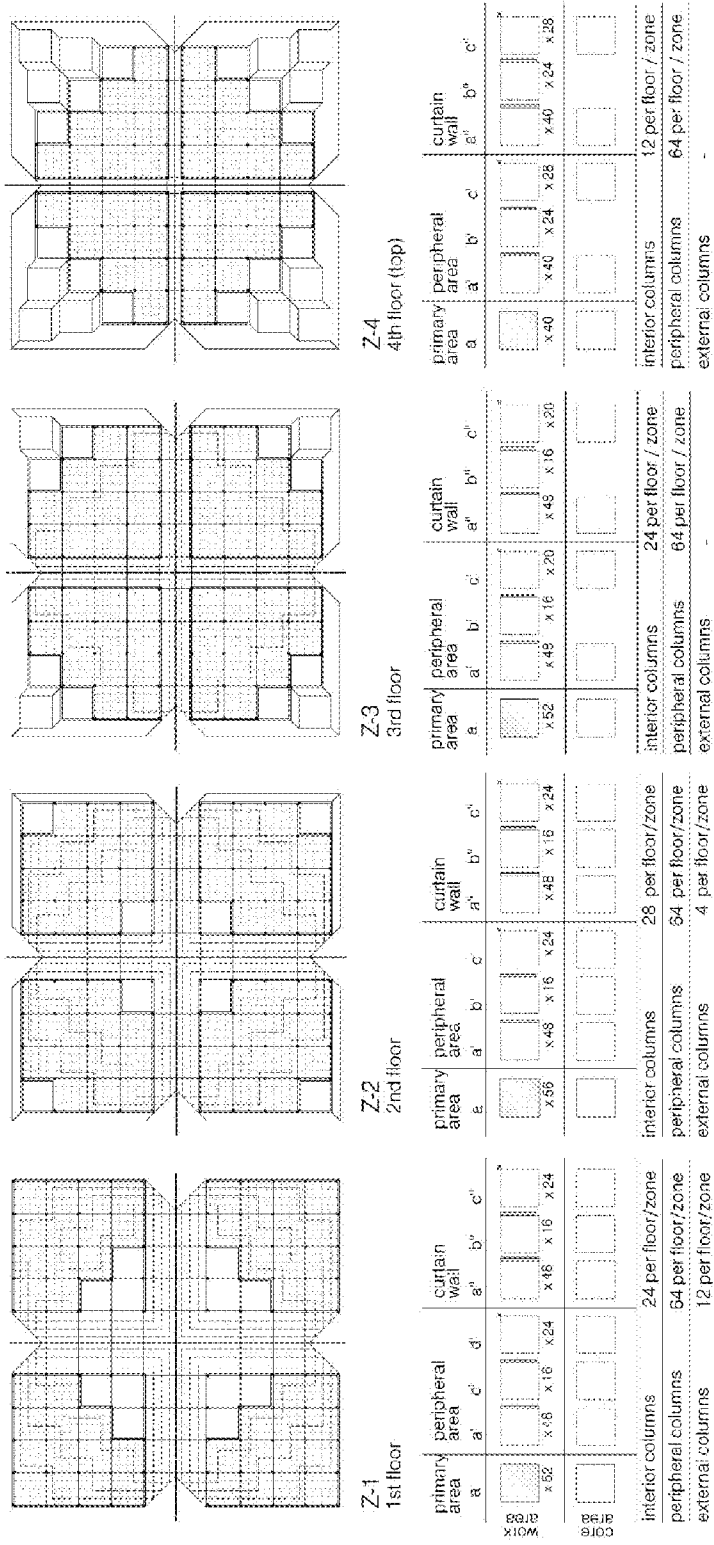 Z-1
1st floor
primary area
peripheral area
curtain wall
a a' c' d' a" b" c"
work area
x 16 x 24 x 16 x 24
core area
interior columns 24 per floor/zone
peripheral columns 64 per floor/zone
external columns 12 per floor/zone
Z-2
2nd floor
primary area
peripheral area
curtain wall
a a' b' c a" b" c"
x 56 x 48 x 16 x 24 x 48 x 16 x 24
interior columns 28 per floor/zone
peripheral columns 64 per floor/zone
external columns 4 per floor/zone
Z-3
3rd floor
primary area
peripheral area
curtain wall
a a' b' c a" b" c"
x 52 x 48 x 16 x 20 x 48 x 16 x 20
interior columns 24 per floor / zone
peripheral columns 64 per floor / zone
external columns -
Z-4
4th floor (top)
primary area
peripheral area
curtain wall
a a' b' c' a" b" c"
x 40 x 40 x 24 x 28 x 40 x 24 x 28
interior columns 12 per floor / zone
peripheral columns 64 per floor / zone
external columns -